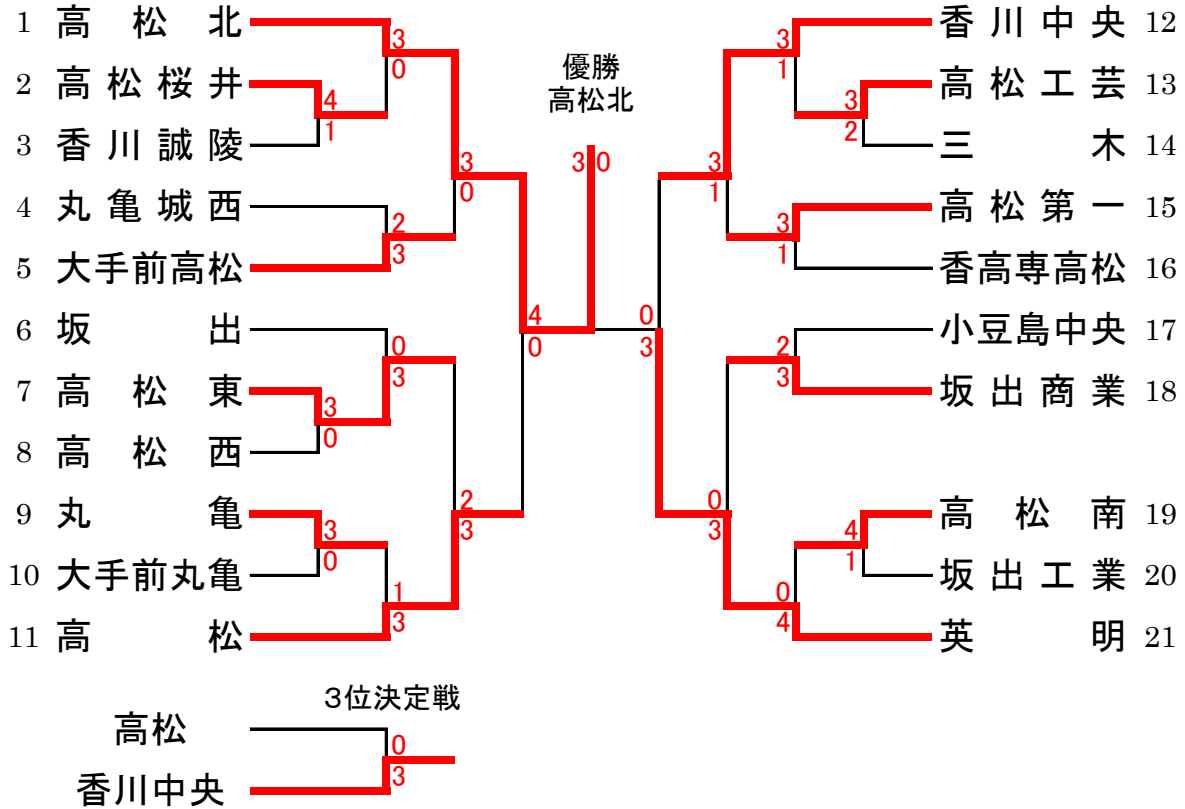 1 高松北
2 高松桜井
3 香川誠陵
4 丸亀城西
5 大手前高松
6 坂出
7 高松東
8 高松西
9 丸亀
10 大手前丸亀
11 高松
3
0
4
1
3
0
2
3
0
3
3
0
3
0
1
3
2
3
4
0
優勝
高松北
3 0
香川中央 12
高松工芸 13
三木 14
高松第一 15
香高専高松 16
小豆島中央 17
坂出商業 18
高松南 19
坂出工業 20
英明 21
3
1
3
2
3
1
3
1
0
3
2
3
0
3
4
1
0
4
3位決定戦
高松
香川中央
0
3